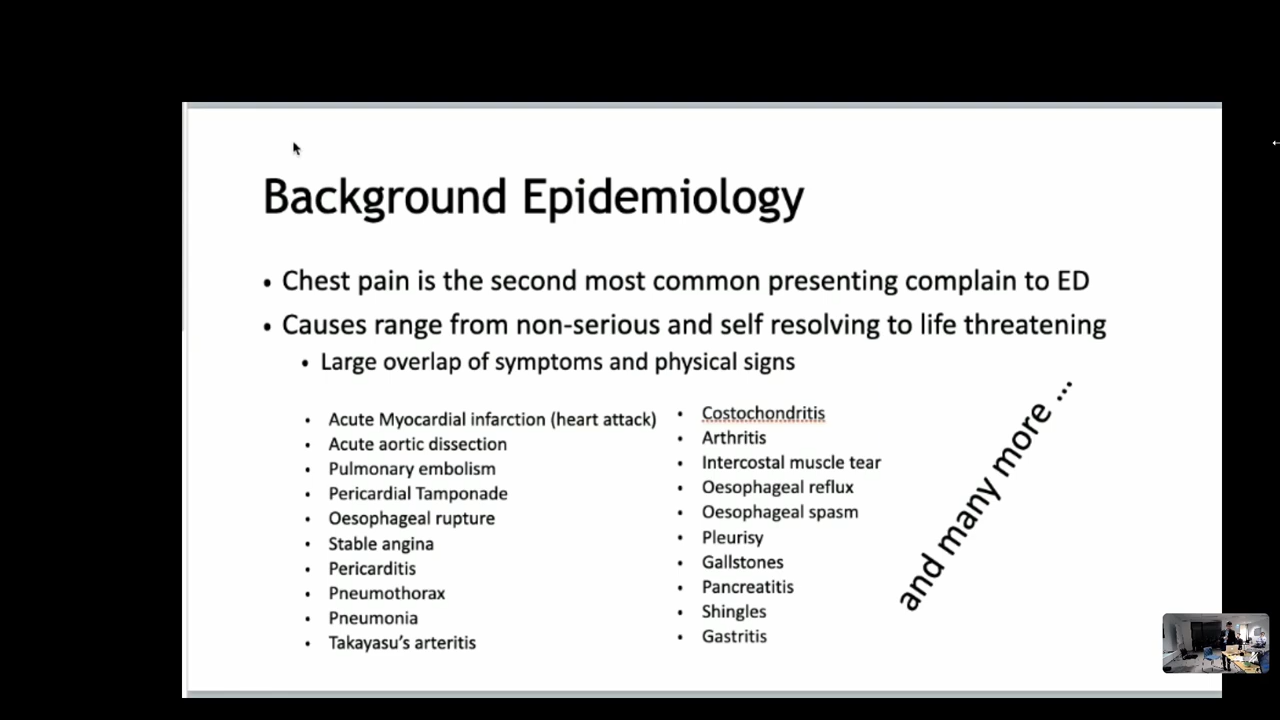 Background Epidemiology
• Chest pain is the second most common presenting complain to ED
• Causes range from non-serious and self resolving to life threatening
• Large overlap of symptoms and physical signs
• Acute Myocardial infarction (heart attack)
• Acute aortic dissection
• Pulmonary embolism
• Pericardial Tamponade
• Oesophageal rupture
• Stable angina
• Pericarditis
• Pneumothorax
• Pneumonia
• Takayasu's arteritis
• Costochondritis
• Arthritis
• Intercostal muscle tear
• Oesophageal reflux
• Oesophageal spasm
• Pleurisy
• Gallstones
• Pancreatitis
• Shingles
• Gastritis
and many more ...